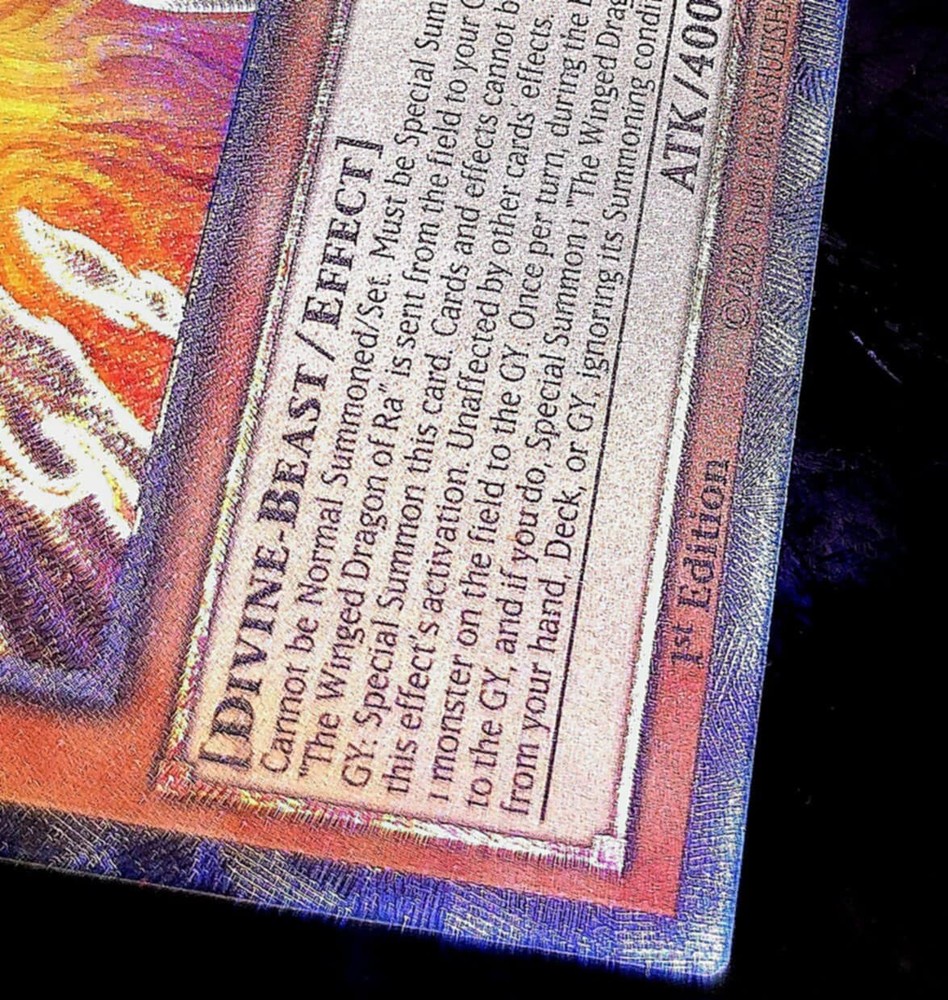 [DIVINE-BEAST/EFFECT]
Cannot be Normal Summoned/Set. Must be Special Sum
"The Winged Dragon of Ra" is sent from the field to your
GY: Special Summon this card. Cards and effects cannot b
this effect's activation. Unaffected by other cards' effects.
1 monster on the field to the GY. Once per turn, during the
to the GY, and if you do, Special Summon 1 "The Winged Drag
from your hand, Deck, or GY, ignoring its Summoning condi
ATK/400
1st Edition ©2020 Studio Dice/SHUEISHA